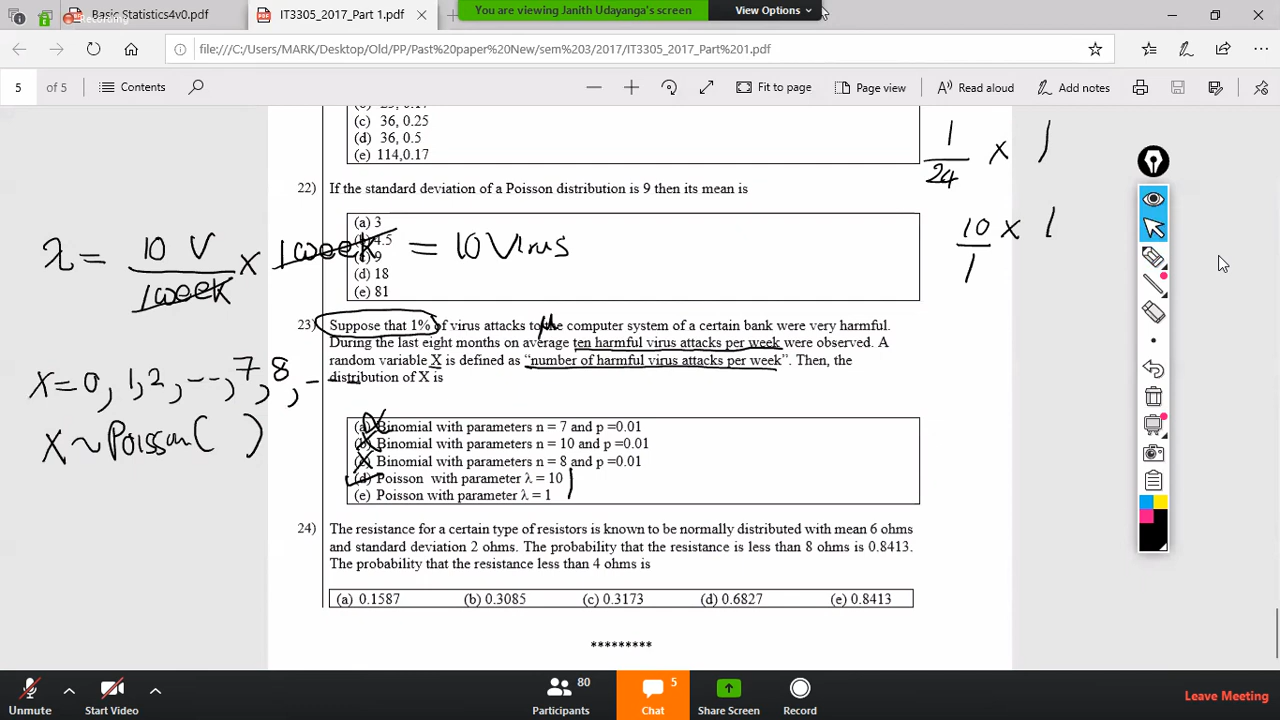 Basic Statistics4v0.pdf
IT3305_2017_Part 1.pdf
You are viewing Janith Udayanga's screen
View Options
file:///C:/Users/MARK/Desktop/Old/PP/Past%20paper%20New/sem%203/2017/IT3305_2017_Part%201.pdf
5 of 5
Contents
Fit to page
Page view
Read aloud
Add notes
(c) 36, 0.25
(d) 36, 0.5
(e) 114,0.17
1/24 x 1
22) If the standard deviation of a Poisson distribution is 9 then its mean is
(a) 3
4.5
9
(d) 18
(e) 81
λ = 10 V / 1 week x 1 week = 10 Virus
10/1 x 1
23) Suppose that 1% of virus attacks to the computer system of a certain bank were very harmful.
During the last eight months on average ten harmful virus attacks per week were observed. A
random variable X is defined as “number of harmful virus attacks per week”. Then, the
distribution of X is
x = 0, 1, 2, --, 7, 8, ---
X ~ Poisson( )
(a) Binomial with parameters n = 7 and p =0.01
(b) Binomial with parameters n = 10 and p =0.01
(c) Binomial with parameters n = 8 and p =0.01
(d) Poisson with parameter λ = 10
(e) Poisson with parameter λ = 1
24) The resistance for a certain type of resistors is known to be normally distributed with mean 6 ohms
and standard deviation 2 ohms. The probability that the resistance is less than 8 ohms is 0.8413.
The probability that the resistance less than 4 ohms is
(a) 0.1587 (b) 0.3085 (c) 0.3173 (d) 0.6827 (e) 0.8413
*********
Unmute
Start Video
80
Participants
5
Chat
Share Screen
Record
Leave Meeting